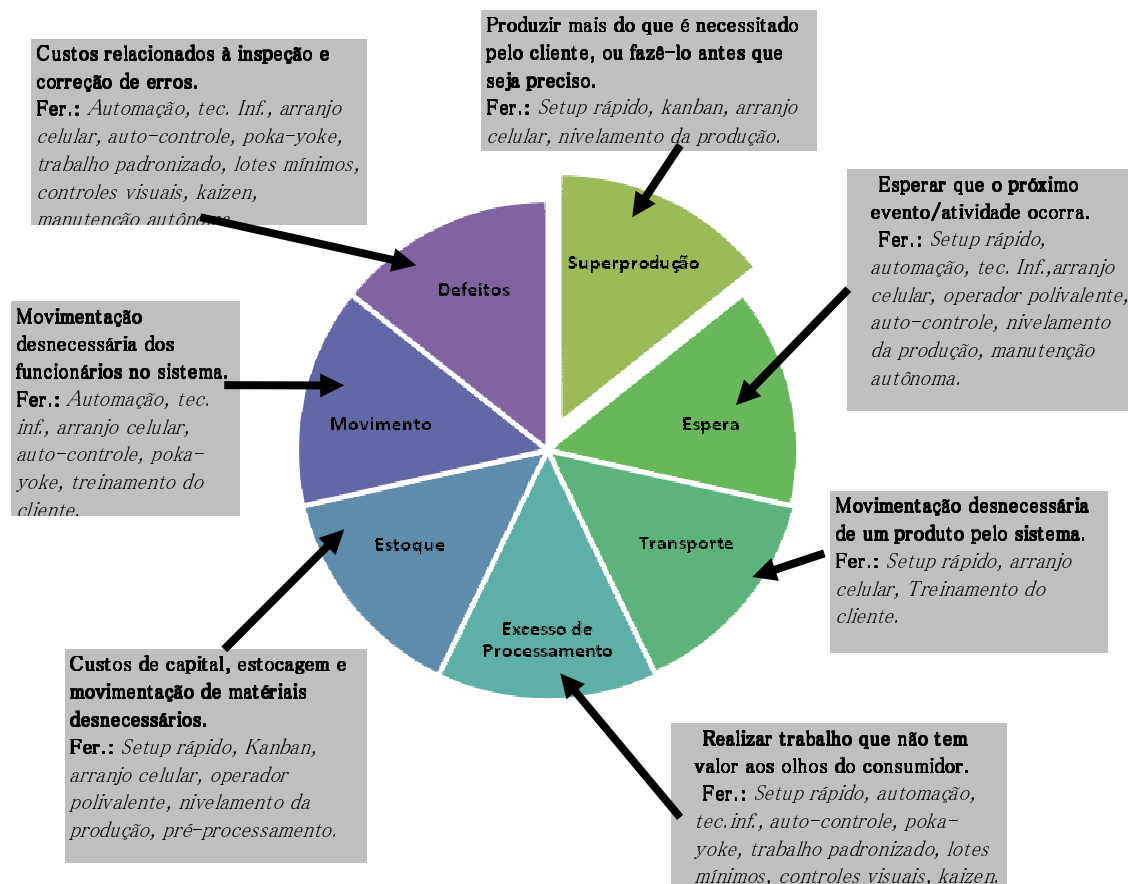 Produzir mais do que é necessitado
pelo cliente, ou fazê-lo antes que
seja preciso.
Fer.: Setup rápido, kanban, arranjo
celular, nivelamento da produção.
Custos relacionados à inspeção e
correção de erros.
Fer.: Automação, tec. Inf., arranjo
celular, auto-controle, poka-yoke,
trabalho padronizado, lotes mínimos,
controles visuais, kaizen,
manutenção autônoma
Esperar que o próximo
evento/atividade ocorra.
Fer.: Setup rápido,
automação, tec. Inf.,arranjo
celular, operador polivalente,
auto-controle, nivelamento
da produção, manutenção
autônoma.
Superprodução
Defeitos
Movimentação
desnecessária dos
funcionários no sistema.
Fer.: Automação, tec.
inf., arranjo celular,
auto-controle, poka-
yoke, treinamento do
cliente.
Movimento
Espera
Movimentação desnecessária
de um produto pelo sistema.
Fer.: Setup rápido, arranjo
celular, Treinamento do
cliente.
Estoque
Transporte
Excesso de
Processamento
Custos de capital, estocagem e
movimentação de matériais
desnecessários.
Fer.: Setup rápido, Kanban,
arranjo celular, operador
polivalente, nivelamento da
produção, pré-processamento.
Realizar trabalho que não tem
valor aos olhos do consumidor.
Fer.: Setup rápido, automação,
tec.inf., auto-controle, poka-
yoke, trabalho padronizado, lotes
mínimos, controles visuais, kaizen.